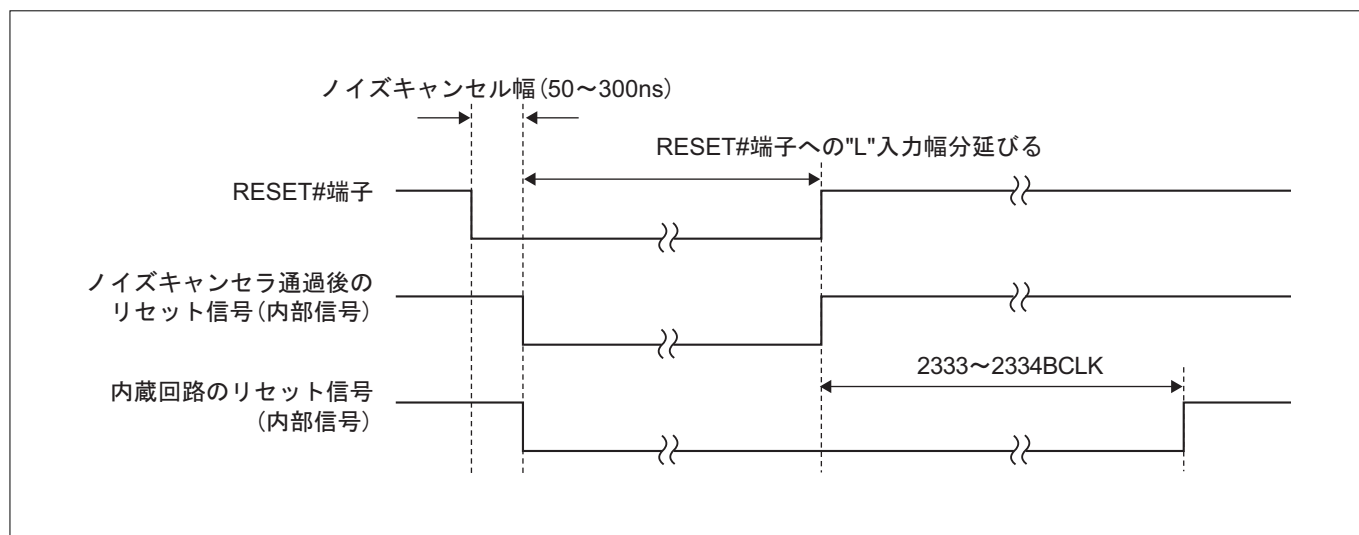 ノイズキャンセル幅(50～300ns)
RESET#端子への"L"入力幅分延びる
RESET#端子
ノイズキャンセラ通過後の
リセット信号(内部信号)
2333～2334BCLK
内蔵回路のリセット信号
(内部信号)